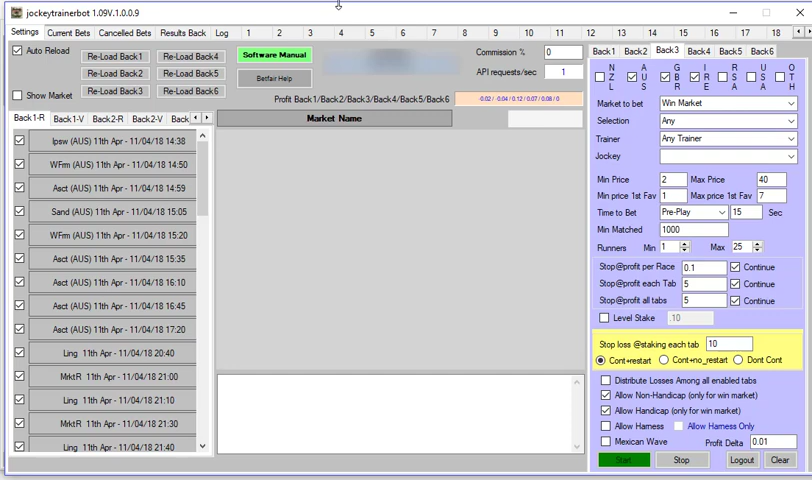 jockeytrainerbot 1.09V.1.0.0.9
Settings Current Bets Cancelled Bets Results Back Log 1 2 3 4 5 6 7 8 9 10 11 12 13 14 15 16 17 18
Auto Reload
Show Market
Re-Load Back1 Re-Load Back4
Re-Load Back2 Re-Load Back5
Re-Load Back3 Re-Load Back6
Software Manual
Betfair Help
Commission % 0
API requests/sec 1
Profit Back1/Back2/Back3/Back4/Back5/Back6 -0.02 / -0.04 / 0.12 / 0.07 / 0.08 / 0
Back1-R Back1-V Back2-R Back2-V Back
Market Name
Ipsw (AUS) 11th Apr - 11/04/18 14:38
WFrm (AUS) 11th Apr - 11/04/18 14:50
Asct (AUS) 11th Apr - 11/04/18 14:59
Sand (AUS) 11th Apr - 11/04/18 15:05
WFrm (AUS) 11th Apr - 11/04/18 15:20
Asct (AUS) 11th Apr - 11/04/18 15:35
Asct (AUS) 11th Apr - 11/04/18 16:10
Asct (AUS) 11th Apr - 11/04/18 16:45
Asct (AUS) 11th Apr - 11/04/18 17:20
Ling 11th Apr - 11/04/18 20:40
MrktR 11th Apr - 11/04/18 21:00
Ling 11th Apr - 11/04/18 21:10
MrktR 11th Apr - 11/04/18 21:30
Ling 11th Apr - 11/04/18 21:40
Back1 Back2 Back3 Back4 Back5 Back6
NZL AUS GBR IRE RSA USA OTH
Market to bet Win Market
Selection Any
Trainer Any Trainer
Jockey
Min Price 2 Max Price 40
Min price 1st Fav 1 Max price 1st Fav 7
Time to Bet Pre-Play 15 Sec
Min Matched 1000
Runners Min 1 Max 25
Stop@profit per Race 0.1 Continue
Stop@profit each Tab 5 Continue
Stop@profit all tabs 5 Continue
Level Stake .10
Stop loss @staking each tab 10
Cont+restart Cont+no_restart Dont Cont
Distribute Losses Among all enabled tabs
Allow Non-Handicap (only for win market)
Allow Handicap (only for win market)
Allow Harness Allow Harness Only
Mexican Wave Profit Delta 0.01
Start Stop Logout Clear